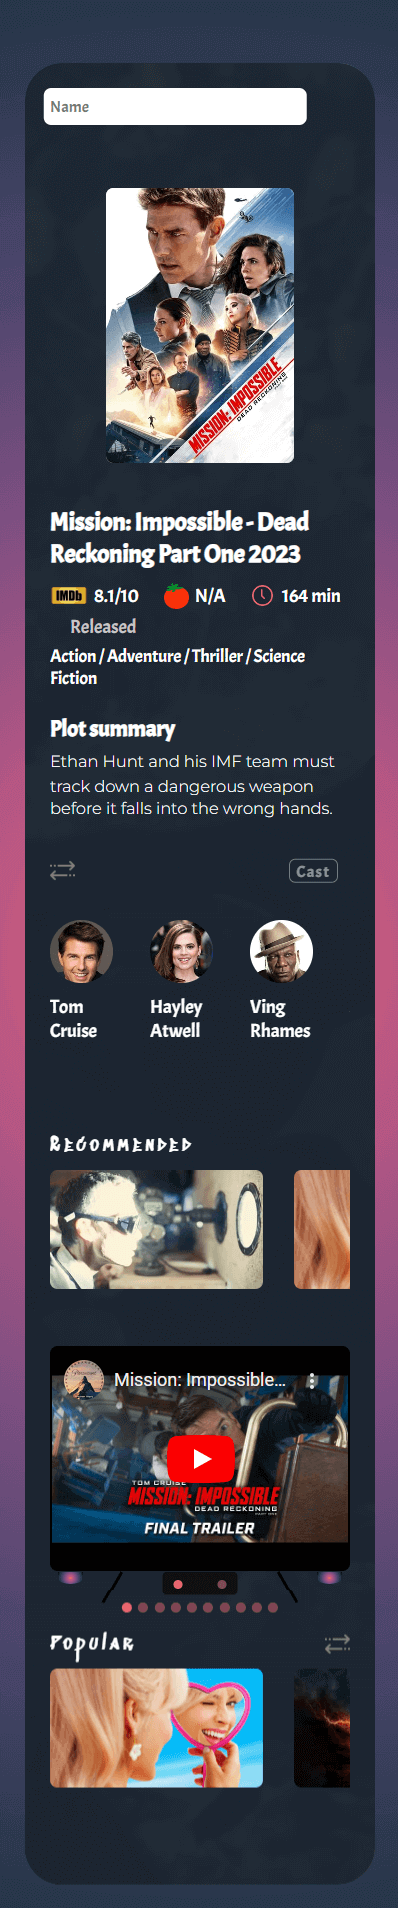 Name
MISSION: IMPOSSIBLE
DEAD RECKONING
Mission: Impossible - Dead
Reckoning Part One 2023
IMDb 8.1/10 N/A 164 min
Released
Action / Adventure / Thriller / Science
Fiction
Plot summary
Ethan Hunt and his IMF team must
track down a dangerous weapon
before it falls into the wrong hands.
Cast
Tom
Cruise
Hayley
Atwell
Ving
Rhames
Recommended
Mission: Impossible...
TOM CRUISE
MISSION: IMPOSSIBLE
DEAD RECKONING
FINAL TRAILER
Popular